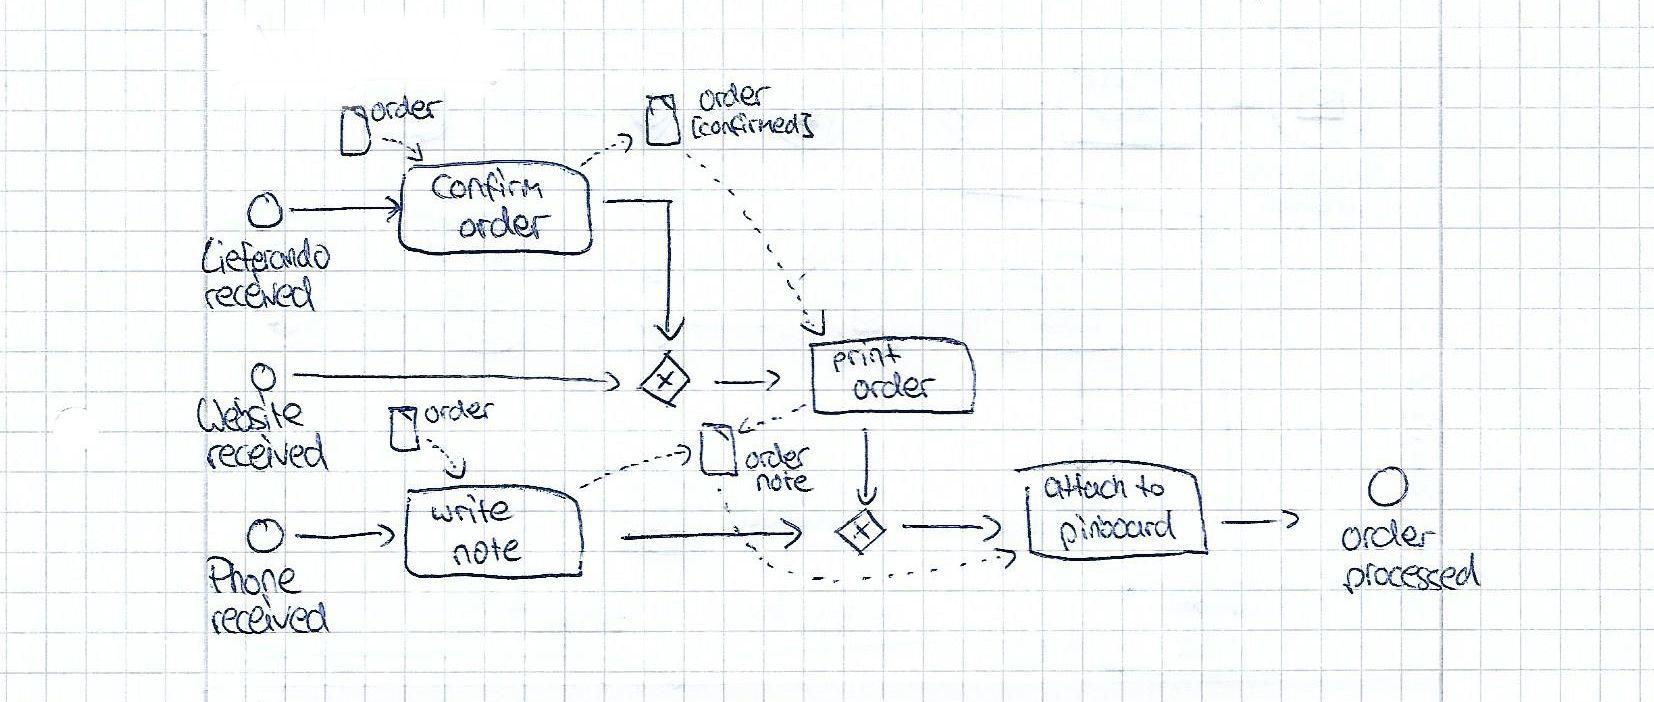 order
order
[confirmed]
Confirm
order
Lieferando
received
print
order
Website
received
order
order
note
write
note
attach to
pinboard
order
processed
Phone
received